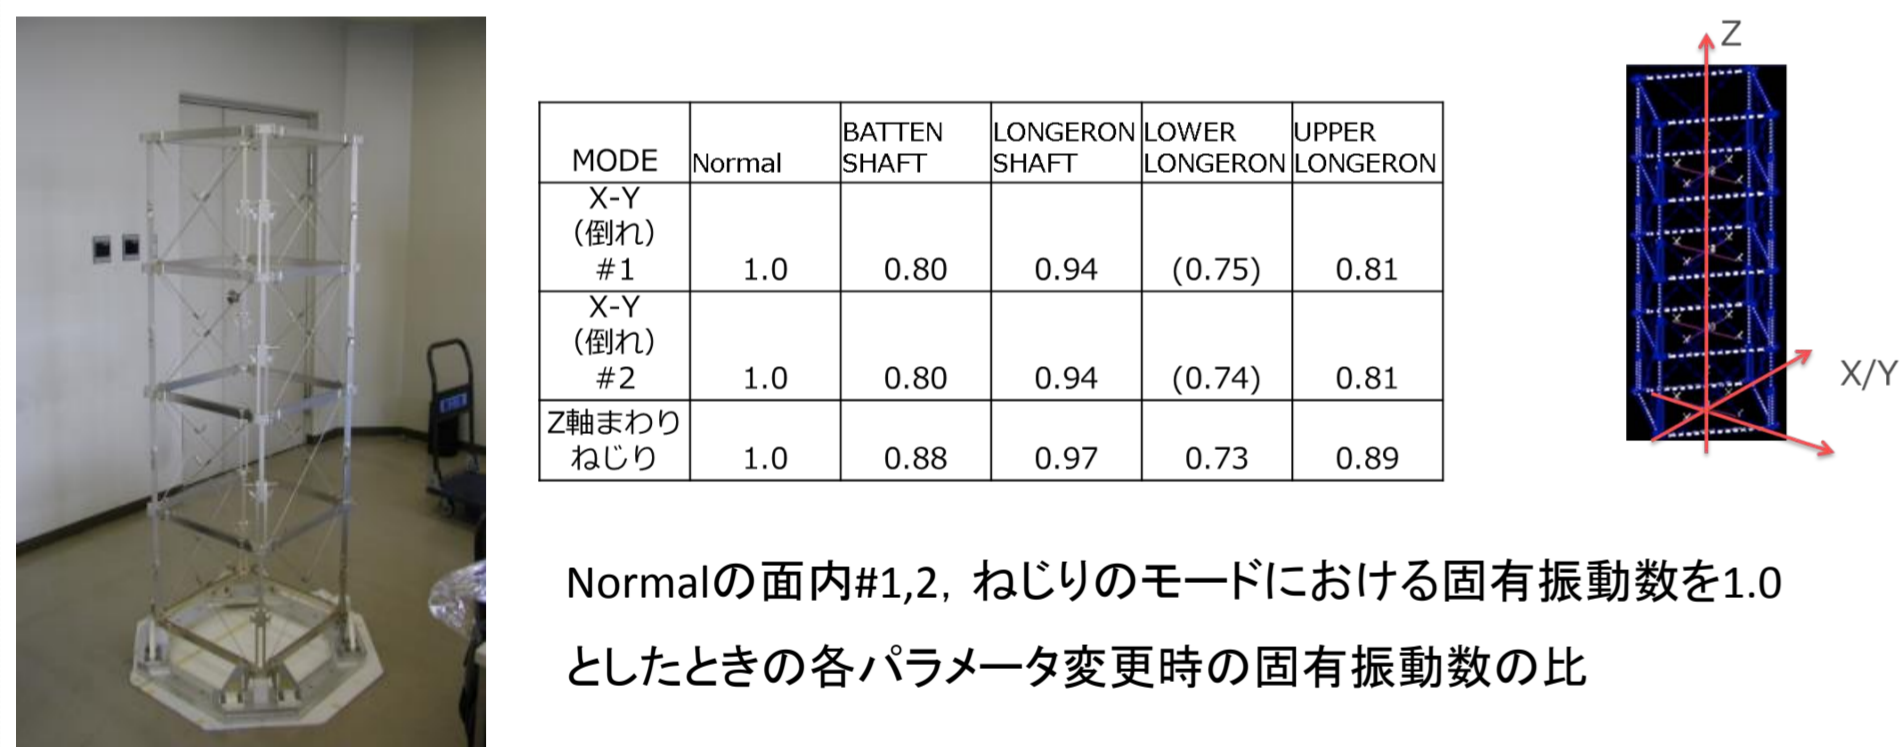 MODE Normal BATTEN SHAFT LONGERON SHAFT LOWER LONGERON UPPER LONGERON
X-Y（倒れ）#1 1.0 0.80 0.94 (0.75) 0.81
X-Y（倒れ）#2 1.0 0.80 0.94 (0.74) 0.81
Z軸まわりねじり 1.0 0.88 0.97 0.73 0.89
Z
X/Y
Normalの面内#1,2，ねじりのモードにおける固有振動数を1.0
としたときの各パラメータ変更時の固有振動数の比